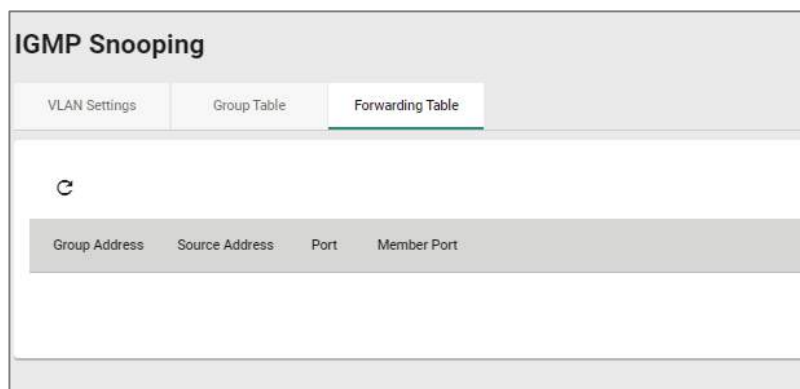 IGMP Snooping
VLAN Settings Group Table Forwarding Table
Group Address Source Address Port Member Port